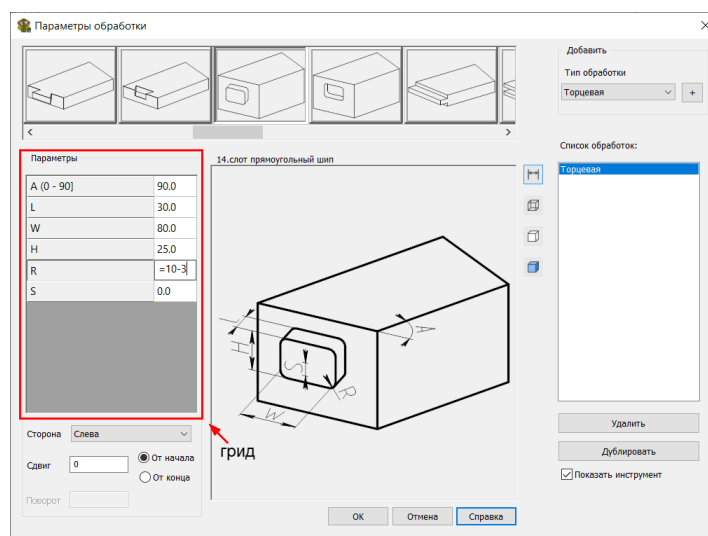 Параметры обработки
Добавить
Тип обработки
Торцевая
+
Список обработок:
Торцевая
Параметры
14.слот прямоугольный шип
A (0 - 90] 90.0
L 30.0
W 80.0
H 25.0
R =10-3
S 0.0
L
H
S
R
W
A
грид
Сторона Слева
Сдвиг 0
От начала
От конца
Поворот
Удалить
Дублировать
Показать инструмент
ОК Отмена Справка